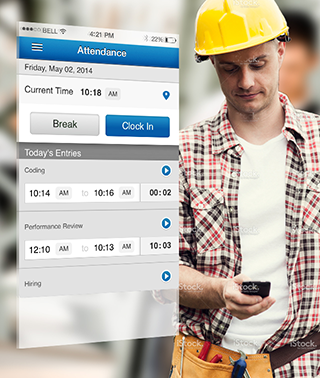 BELL 4:21 PM 22%
Attendance
Friday, May 02, 2014
Current Time 10:18 AM
Break Clock In
Today's Entries
Coding
10:14 AM to 10:16 AM 00:02
Performance Review
12:10 AM to 10:13 AM 10:03
Hiring
iStock.
iStock.
iStock.
iStock.